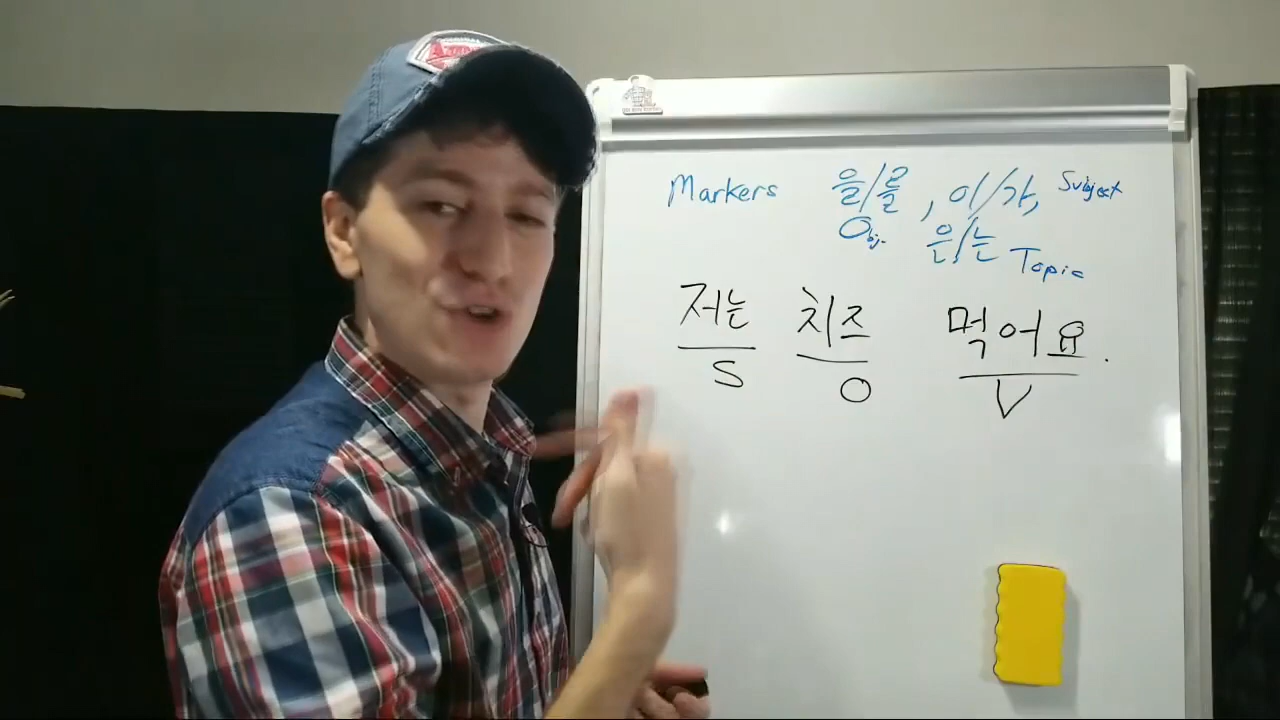 Markers 을/를, 이/가, Subject
Obj. 은/는 Topic
저는 치즈 먹어요.
S O V